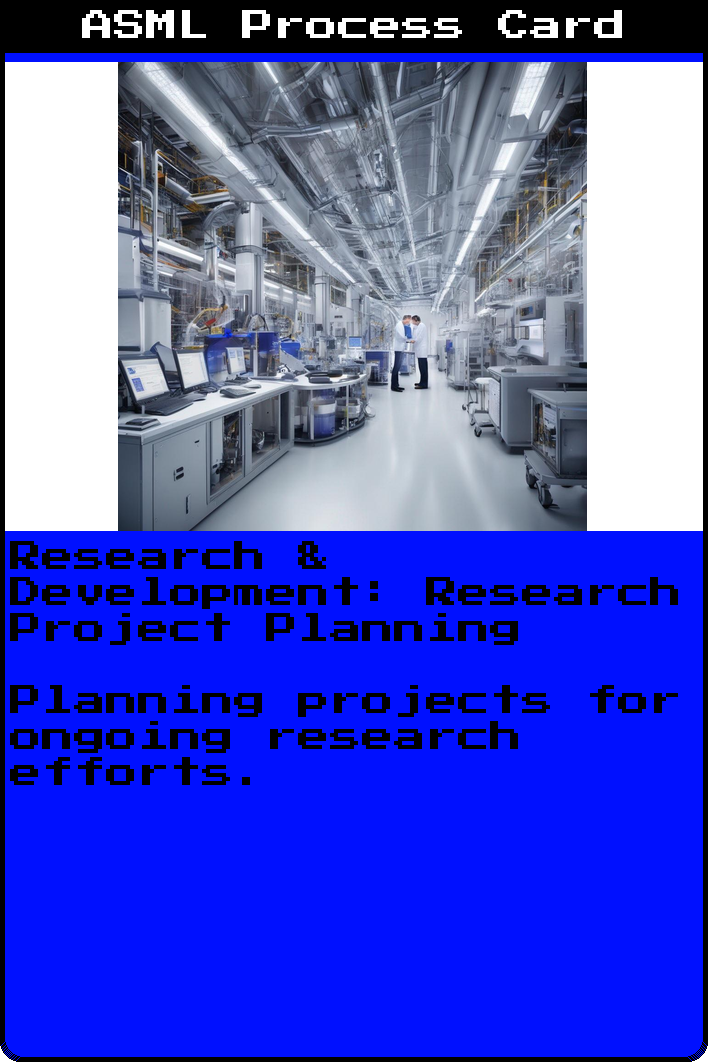 ASML Process Card
Research &
Development: Research
Project Planning
Planning projects for
ongoing research
efforts.